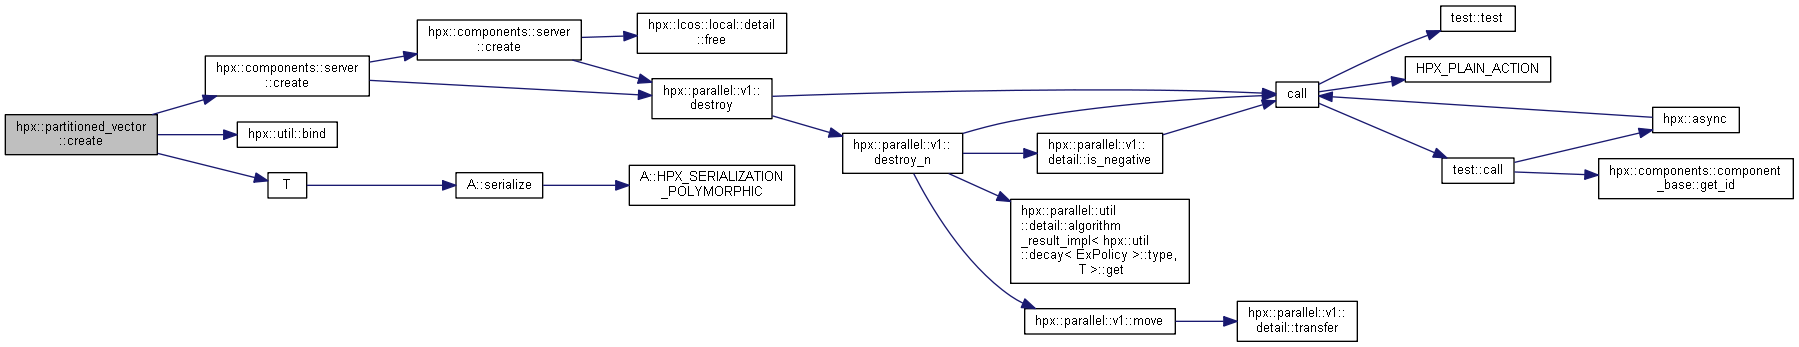 hpx::partitioned_vector
::create
hpx::components::server
::create
hpx::util::bind
T
hpx::components::server
::create
A::serialize
hpx::lcos::local::detail
::free
hpx::parallel::v1::
destroy
A::HPX_SERIALIZATION
_POLYMORPHIC
hpx::parallel::v1::
destroy_n
hpx::parallel::v1::
detail::is_negative
hpx::parallel::util
::detail::algorithm
_result_impl< hpx::util
::decay< ExPolicy >::type,
T >::get
hpx::parallel::v1::move
hpx::parallel::v1::
detail::transfer
call
test::test
HPX_PLAIN_ACTION
test::call
hpx::async
hpx::components::component
_base::get_id